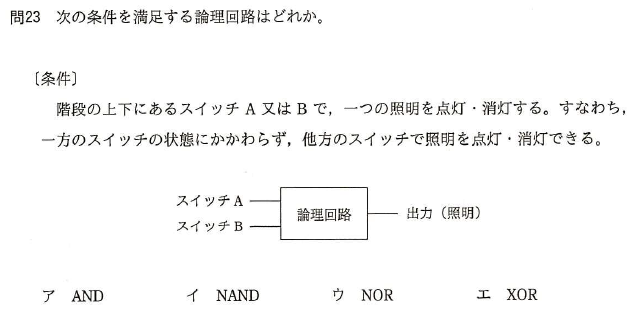 問23 次の条件を満足する論理回路はどれか。
〔条件〕
階段の上下にあるスイッチ A 又は B で，一つの照明を点灯・消灯する。すなわち，
一方のスイッチの状態にかかわらず，他方のスイッチで照明を点灯・消灯できる。
スイッチ A
スイッチ B
論理回路
出力（照明）
ア AND イ NAND ウ NOR エ XOR